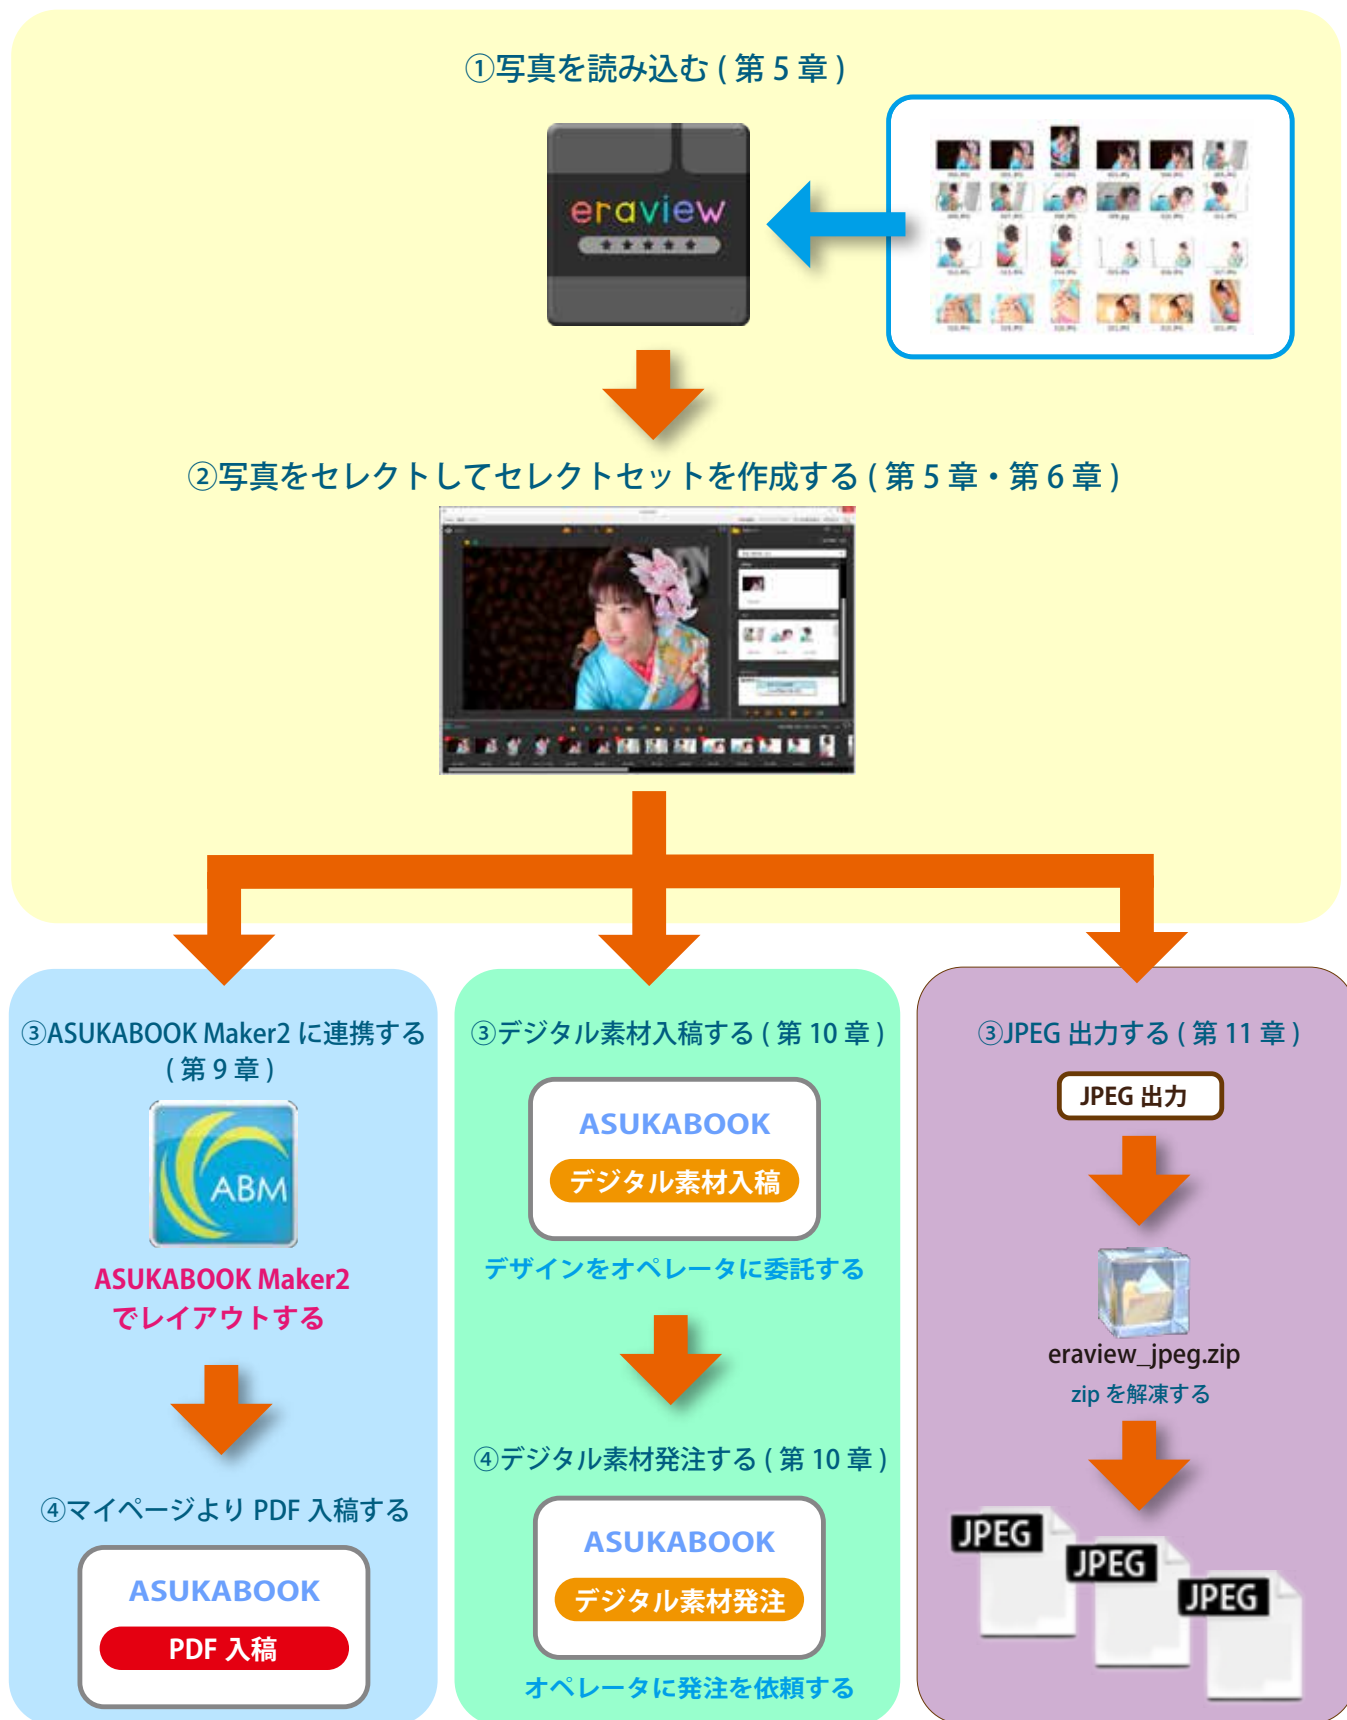 ①写真を読み込む ( 第 5 章 )
eraview
②写真をセレクトしてセレクトセットを作成する ( 第 5 章・第 6 章 )
③ASUKABOOK Maker2 に連携する
( 第 9 章 )
ABM
ASUKABOOK Maker2
でレイアウトする
④マイページより PDF 入稿する
ASUKABOOK
PDF 入稿
③デジタル素材入稿する ( 第 10 章 )
ASUKABOOK
デジタル素材入稿
デザインをオペレータに委託する
④デジタル素材発注する ( 第 10 章 )
ASUKABOOK
デジタル素材発注
オペレータに発注を依頼する
③JPEG 出力する ( 第 11 章 )
JPEG 出力
eraview_jpeg.zip
zip を解凍する
JPEG
JPEG
JPEG